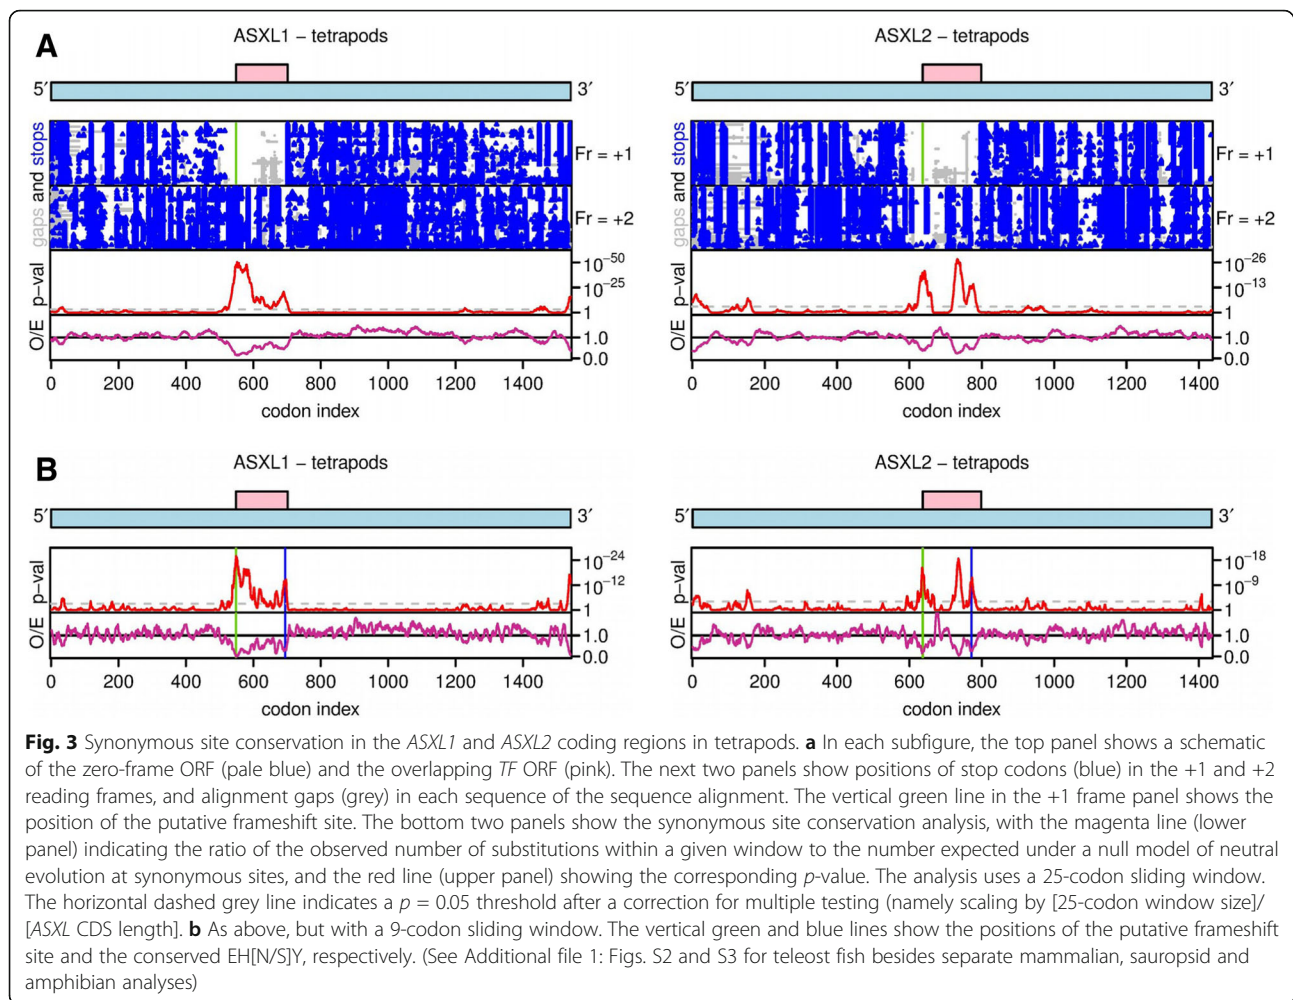 A
ASXL1 – tetrapods
5′
3′
gaps and stops
Fr = +1
Fr = +2
p-val
10−50
10−25
1
O/E
1.0
0.0
0 200 400 600 800 1000 1200 1400
codon index
ASXL2 – tetrapods
5′
3′
gaps and stops
Fr = +1
Fr = +2
p-val
10−26
10−13
1
O/E
1.0
0.0
0 200 400 600 800 1000 1200 1400
codon index
B
ASXL1 – tetrapods
5′
3′
p-val
10−24
10−12
1
O/E
1.0
0.0
0 200 400 600 800 1000 1200 1400
codon index
ASXL2 – tetrapods
5′
3′
p-val
10−18
10−9
1
O/E
1.0
0.0
0 200 400 600 800 1000 1200 1400
codon index
Fig. 3 Synonymous site conservation in the ASXL1 and ASXL2 coding regions in tetrapods. a In each subfigure, the top panel shows a schematic
of the zero-frame ORF (pale blue) and the overlapping TF ORF (pink). The next two panels show positions of stop codons (blue) in the +1 and +2
reading frames, and alignment gaps (grey) in each sequence of the sequence alignment. The vertical green line in the +1 frame panel shows the
position of the putative frameshift site. The bottom two panels show the synonymous site conservation analysis, with the magenta line (lower
panel) indicating the ratio of the observed number of substitutions within a given window to the number expected under a null model of neutral
evolution at synonymous sites, and the red line (upper panel) showing the corresponding p-value. The analysis uses a 25-codon sliding window.
The horizontal dashed grey line indicates a p = 0.05 threshold after a correction for multiple testing (namely scaling by [25-codon window size]/
[ASXL CDS length]. b As above, but with a 9-codon sliding window. The vertical green and blue lines show the positions of the putative frameshift
site and the conserved EH[N/S]Y, respectively. (See Additional file 1: Figs. S2 and S3 for teleost fish besides separate mammalian, sauropsid and
amphibian analyses)